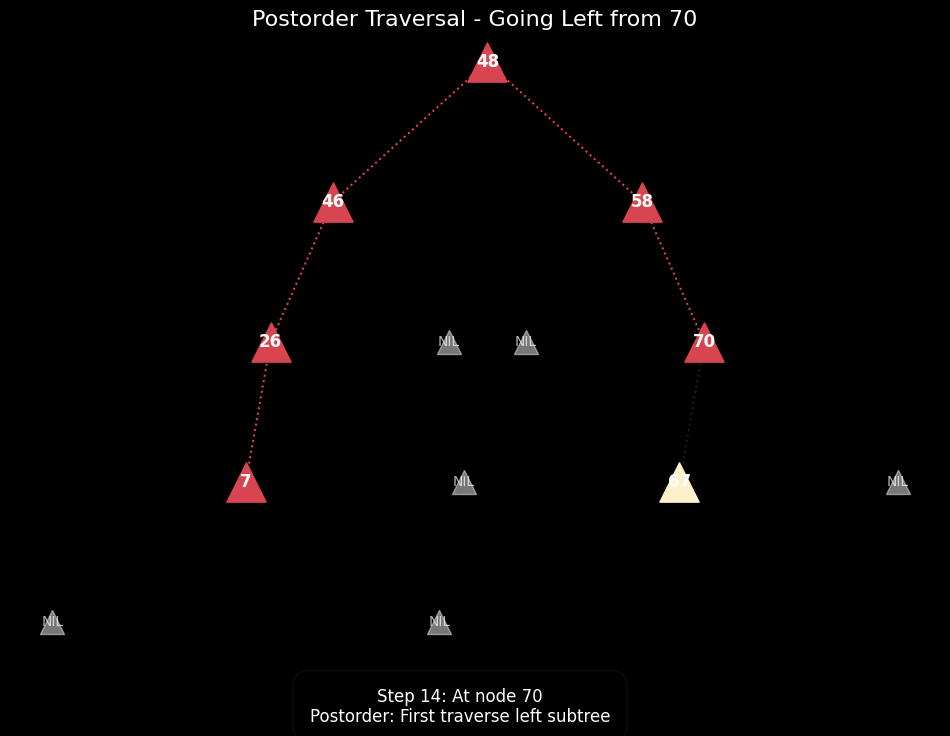 Postorder Traversal - Going Left from 70
48
46
58
26
NIL
NIL
70
7
NIL
67
NIL
NIL
NIL
Step 14: At node 70
Postorder: First traverse left subtree